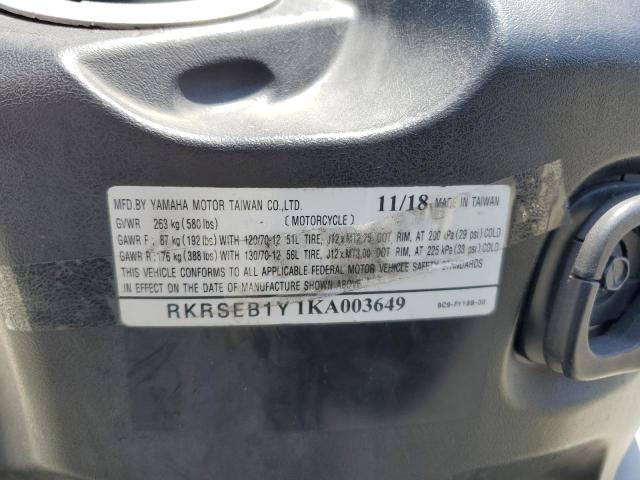 MFD.BY YAMAHA MOTOR TAIWAN CO.,LTD. 11/18 MADE IN TAIWAN
GVWR 263 kg (580 lbs) (MOTORCYCLE)
GAWR F: 87 kg (192 lbs) WITH 120/70-12 51L TIRE, J12 x MT2.75 DOT RIM, AT 200 kPa (29 psi) COLD
GAWR R: 176 kg (388 lbs) WITH 130/70-12 56L TIRE, J12 x MT3.00 DOT RIM, AT 225 kPa (33 psi) COLD
THIS VEHICLE CONFORMS TO ALL APPLICABLE FEDERAL MOTOR VEHICLE SAFETY STANDARDS
IN EFFECT ON THE DATE OF MANUFACTURE SHOWN ABOVE.
RKRSEB1Y1KA003649